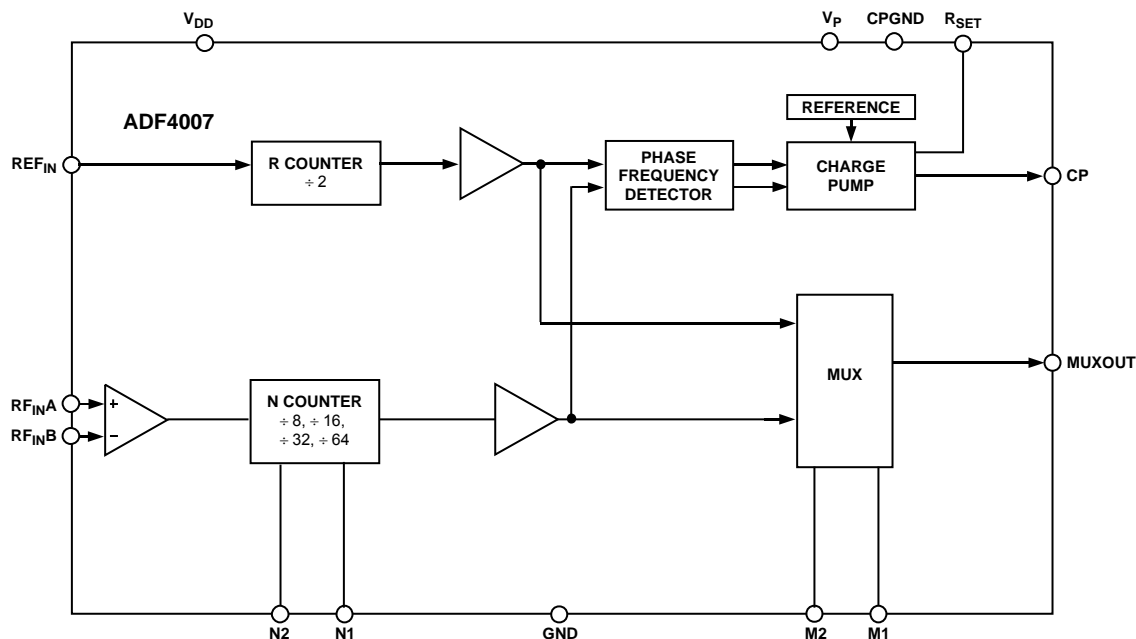 VDD
VP
CPGND
RSET
ADF4007
REFERENCE
REFIN
R COUNTER
÷ 2
PHASE
FREQUENCY
DETECTOR
CHARGE
PUMP
CP
MUX
MUXOUT
RFINA
+
RFINB
−
N COUNTER
÷ 8, ÷ 16,
÷ 32, ÷ 64
N2
N1
GND
M2
M1